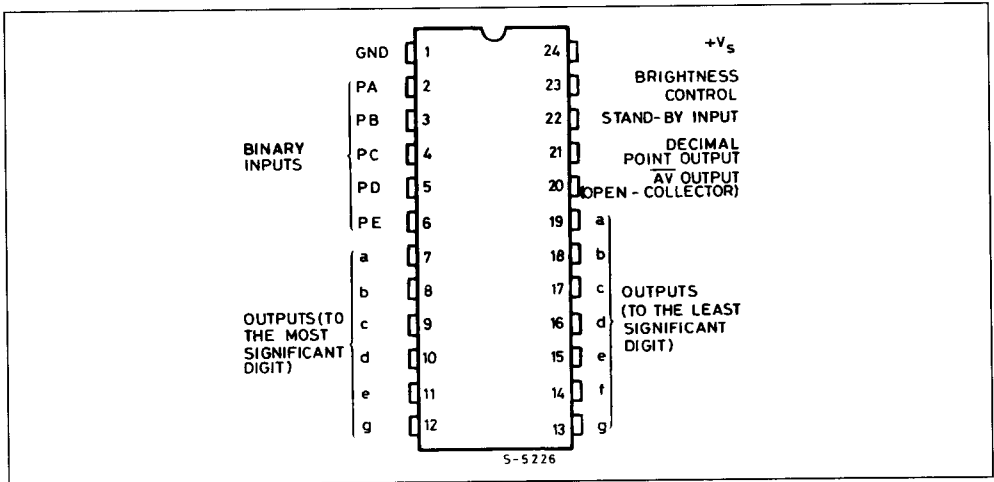 GND 1
PA 2
PB 3
PC 4
PD 5
PE 6
BINARY
INPUTS
a 7
b 8
c 9
d 10
e 11
g 12
OUTPUTS (TO
THE MOST
SIGNIFICANT
DIGIT)
24 +Vs
23 BRIGHTNESS
CONTROL
22 STAND-BY INPUT
21 DECIMAL
POINT OUTPUT
20 AV OUTPUT
(OPEN-COLLECTOR)
19 a
18 b
17 c
16 d
15 e
14 f
13 g
OUTPUTS
(TO THE LEAST
SIGNIFICANT
DIGIT)
S-5226